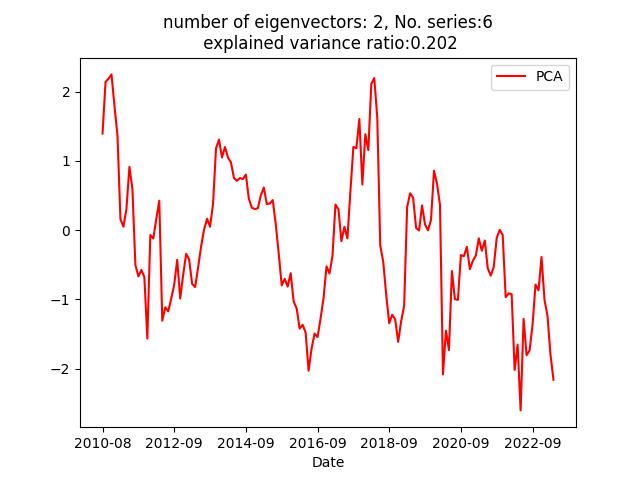 number of eigenvectors: 2, No. series:6
explained variance ratio:0.202
PCA
2
1
0
−1
−2
2010-08 2012-09 2014-09 2016-09 2018-09 2020-09 2022-09
Date